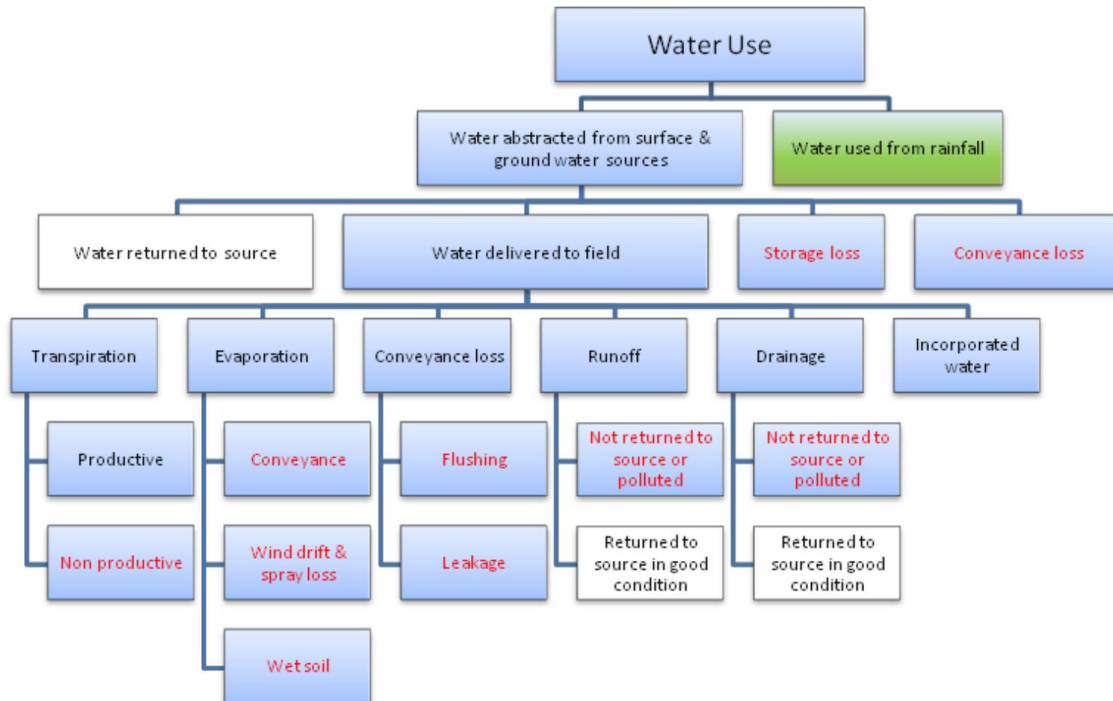 Water Use
Water abstracted from surface &
ground water sources
Water used from rainfall
Water returned to source
Water delivered to field
Storage loss
Conveyance loss
Transpiration
Evaporation
Conveyance loss
Runoff
Drainage
Incorporated
water
Productive
Conveyance
Flushing
Not returned to
source or
polluted
Not returned to
source or
polluted
Non productive
Wind drift &
spray loss
Leakage
Returned to
source in good
condition
Returned to
source in good
condition
Wet soil